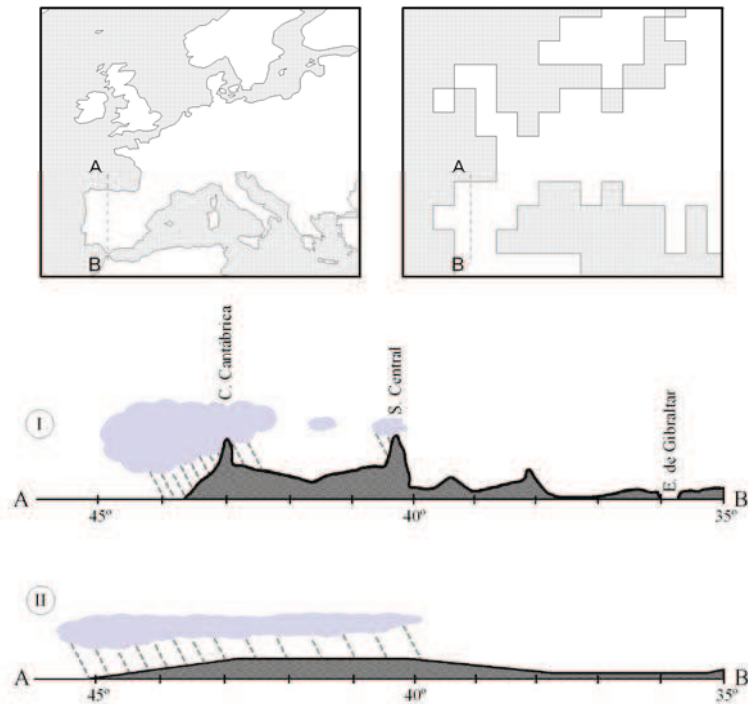 A
B
A
B
C. Cantábrica
S. Central
E. de Gibraltar
I
A
B
45º
40º
35º
II
A
B
45º
40º
35º